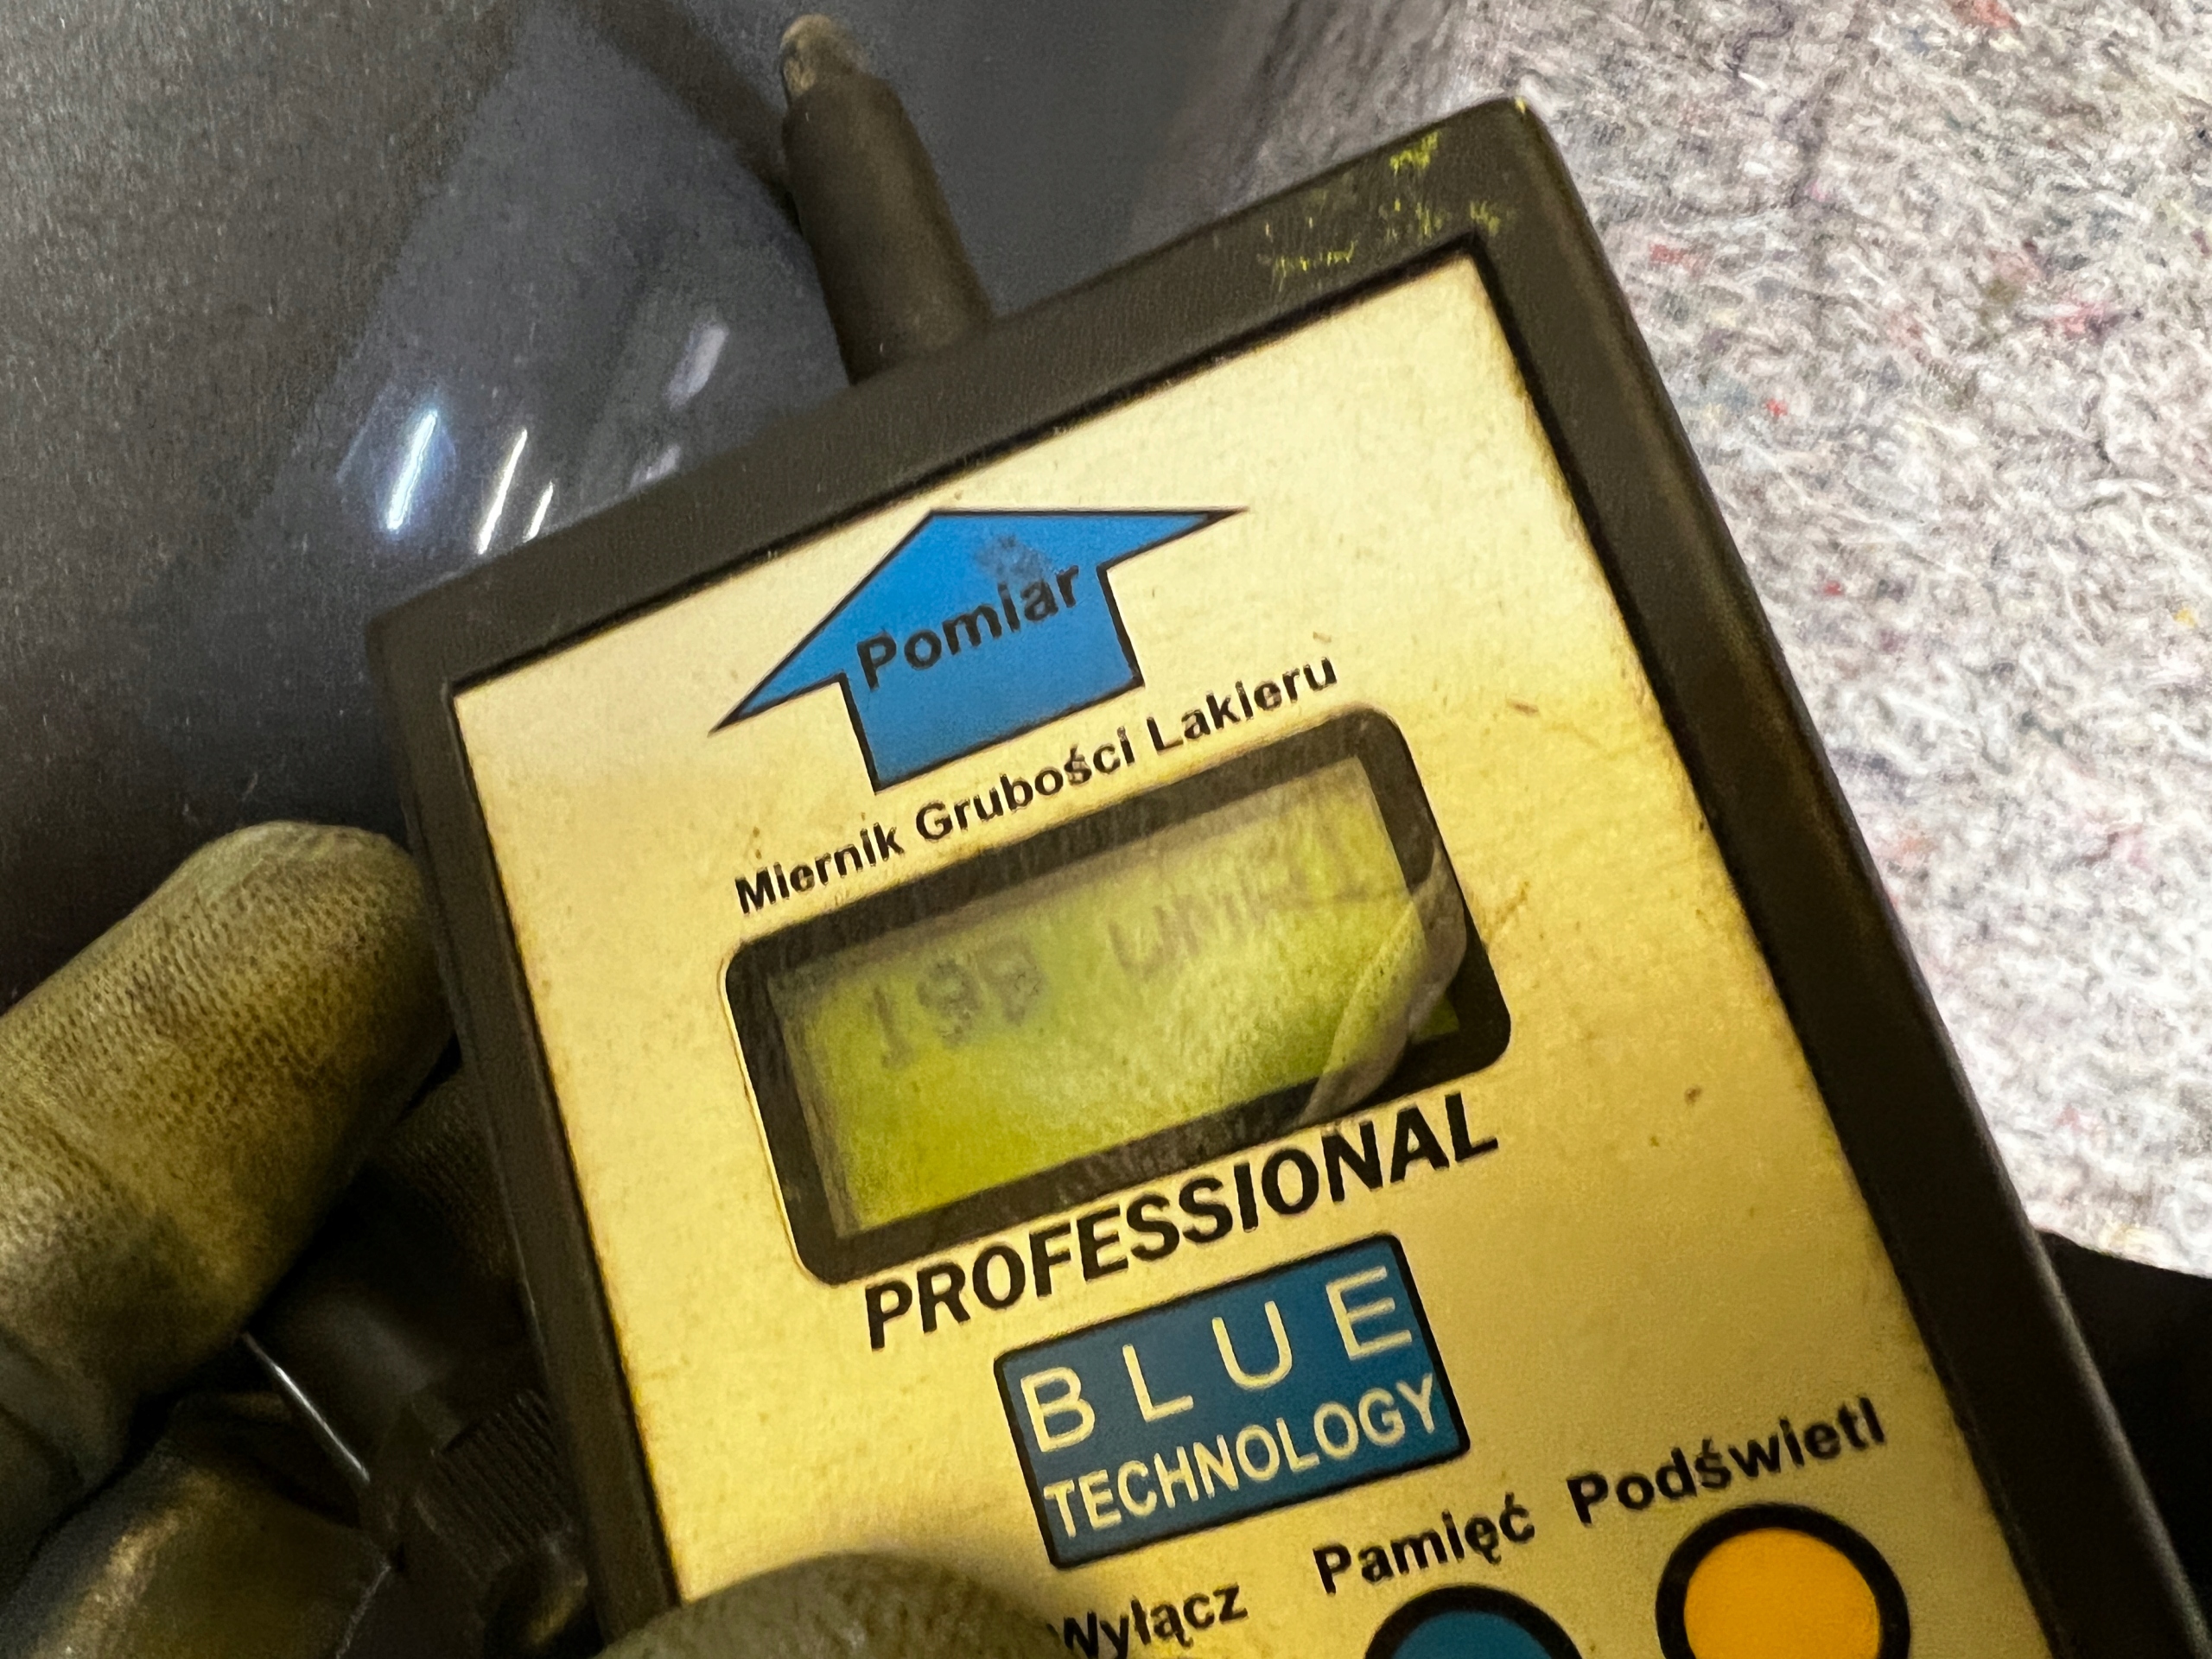 Pomiar
Miernik Grubości Lakieru
PROFESSIONAL
BLUE
TECHNOLOGY
Wyłącz Pamięć Podświetl